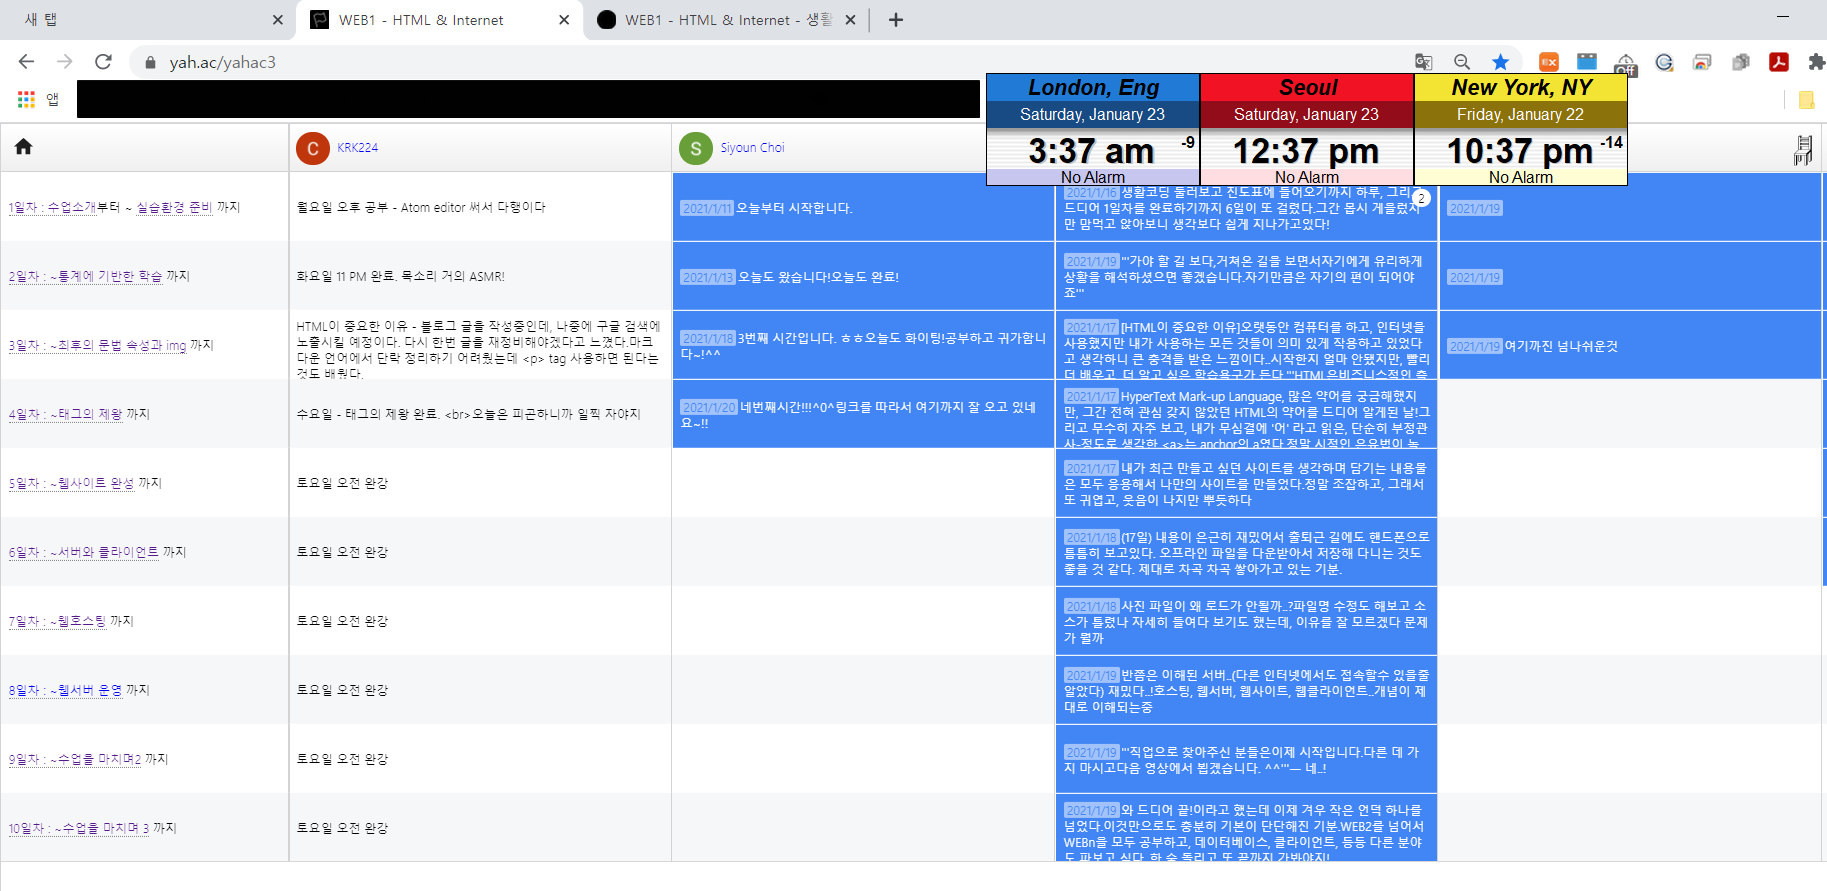 새 탭
WEB1 - HTML & Internet
WEB1 - HTML & Internet - 생활
yah.ac/yahac3
EX
Off
앱
London, Eng
Saturday, January 23
3:37 am -9
No Alarm
Seoul
Saturday, January 23
12:37 pm
No Alarm
New York, NY
Friday, January 22
10:37 pm -14
No Alarm
C KRK224
S Siyoun Choi
1일차 : 수업소개부터 ~ 실습환경 준비 까지
월요일 오후 공부 - Atom editor 써서 다행이다
2021/1/11 오늘부터 시작합니다.
2021/1/16 생활코딩 둘러보고 진도표에 들어오기까지 하루, 그리고
드디어 1일차를 완료하기까지 6일이 또 걸렸다.그간 몹시 게을렀지
만 맘먹고 앉아보니 생각보다 쉽게 지나가고있다!
2
2021/1/19
2일차 : ~통계에 기반한 학습 까지
화요일 11 PM 완료. 목소리 거의 ASMR!
2021/1/13 오늘도 왔습니다!오늘도 완료!
2021/1/19 '"가야 할 길 보다,거쳐온 길을 보면서자기에게 유리하게
상황을 해석하셨으면 좋겠습니다.자기만큼은 자기의 편이 되어야
죠'"
2021/1/19
3일차 : ~최후의 문법 속성과 img 까지
HTML이 중요한 이유 - 블로그 글을 작성중인데, 나중에 구글 검색에
노출시킬 예정이다. 다시 한번 글을 재정비해야겠다고 느꼈다.마크
다운 언어에서 단락 정리하기 어려웠는데 <p> tag 사용하면 된다는
것도 배웠다.
2021/1/18 3번째 시간입니다. ㅎㅎ오늘도 화이팅!공부하고 귀가합니
다~!^^
2021/1/17 [HTML이 중요한 이유]오랫동안 컴퓨터를 하고, 인터넷을
사용했지만 내가 사용하는 모든 것들이 의미 있게 작용하고 있었다
고 생각하니 큰 충격을 받은 느낌이다..시작한지 얼마 안됐지만, 빨리
더 배우고, 더 알고 싶은 학습욕구가 든다."'HTML은비즈니스적인 측
2021/1/19 여기까진 넘나쉬운것
4일차 : ~태그의 제왕 까지
수요일 - 태그의 제왕 완료. <br>오늘은 피곤하니까 일찍 자야지
2021/1/20 네번째시간!!!^0^링크를 따라서 여기까지 잘 오고 있네
요~!!
2021/1/17 HyperText Mark-up Language, 많은 약어를 궁금해했지
만, 그간 전혀 관심 갖지 않았던 HTML의 약어를 드디어 알게된 날!그
리고 무수히 자주 보고, 내가 무심결에 '어' 라고 읽은, 단순히 부정관
사-정도로 생각한 <a>는 anchor의 a였다.정말 시적인 은유법이 놀
5일차 : ~웹사이트 완성 까지
토요일 오전 완강
2021/1/17 내가 최근 만들고 싶던 사이트를 생각하며 담기는 내용물
은 모두 응용해서 나만의 사이트를 만들었다.정말 조잡하고, 그래서
또 귀엽고, 웃음이 나지만 뿌듯하다
6일차 : ~서버와 클라이언트 까지
토요일 오전 완강
2021/1/18 (17일) 내용이 은근히 재밌어서 출퇴근 길에도 핸드폰으로
틈틈히 보고있다. 오프라인 파일을 다운받아서 저장해 다니는 것도
좋을 것 같다. 제대로 차곡 차곡 쌓아가고 있는 기분.
7일차 : ~웹호스팅 까지
토요일 오전 완강
2021/1/18 사진 파일이 왜 로드가 안될까..?파일명 수정도 해보고 소
스가 틀렸나 자세히 들여다 보기도 했는데, 이유를 잘 모르겠다 문제
가 뭘까
8일차 : ~웹서버 운영 까지
토요일 오전 완강
2021/1/19 반쯤은 이해된 서버..(다른 인터넷에서도 접속할수 있을줄
알았다) 재밌다..!호스팅, 웹서버, 웹사이트, 웹클라이언트..개념이 제
대로 이해되는중
9일차 : ~수업을 마치며2 까지
토요일 오전 완강
2021/1/19 '"직업으로 찾아주신 분들은이제 시작입니다.다른 데 가
지 마시고다음 영상에서 뵙겠습니다. ^^'"ㅡ 네..!
10일차 : ~수업을 마치며 3 까지
토요일 오전 완강
2021/1/19 와 드디어 끝!이라고 했는데 이제 겨우 작은 언덕 하나를
넘었다.이것만으로도 충분히 기본이 단단해진 기분.WEB2를 넘어서
WEBn을 모두 공부하고, 데이터베이스, 클라이언트, 등등 다른 분야
도 파보고 싶다. 한 숨 돌리고 또 끝까지 가봐야지!